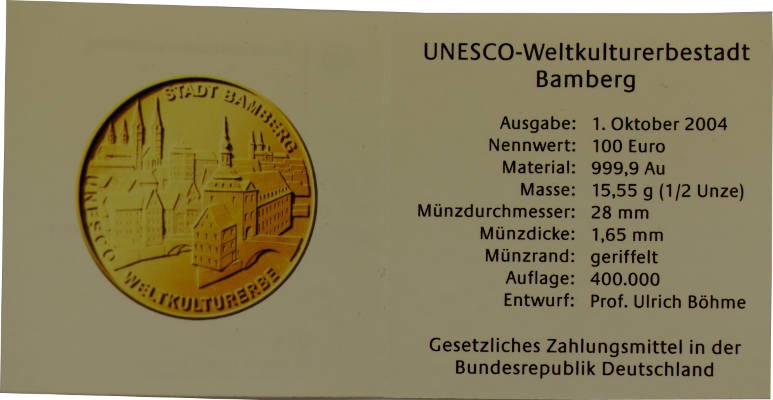 STADT BAMBERG
UNESCO
WELTKULTURERBE
UNESCO-Weltkulturerbestadt
Bamberg
Ausgabe: 1. Oktober 2004
Nennwert: 100 Euro
Material: 999,9 Au
Masse: 15,55 g (1/2 Unze)
Münzdurchmesser: 28 mm
Münzdicke: 1,65 mm
Münzrand: geriffelt
Auflage: 400.000
Entwurf: Prof. Ulrich Böhme
Gesetzliches Zahlungsmittel in der
Bundesrepublik Deutschland